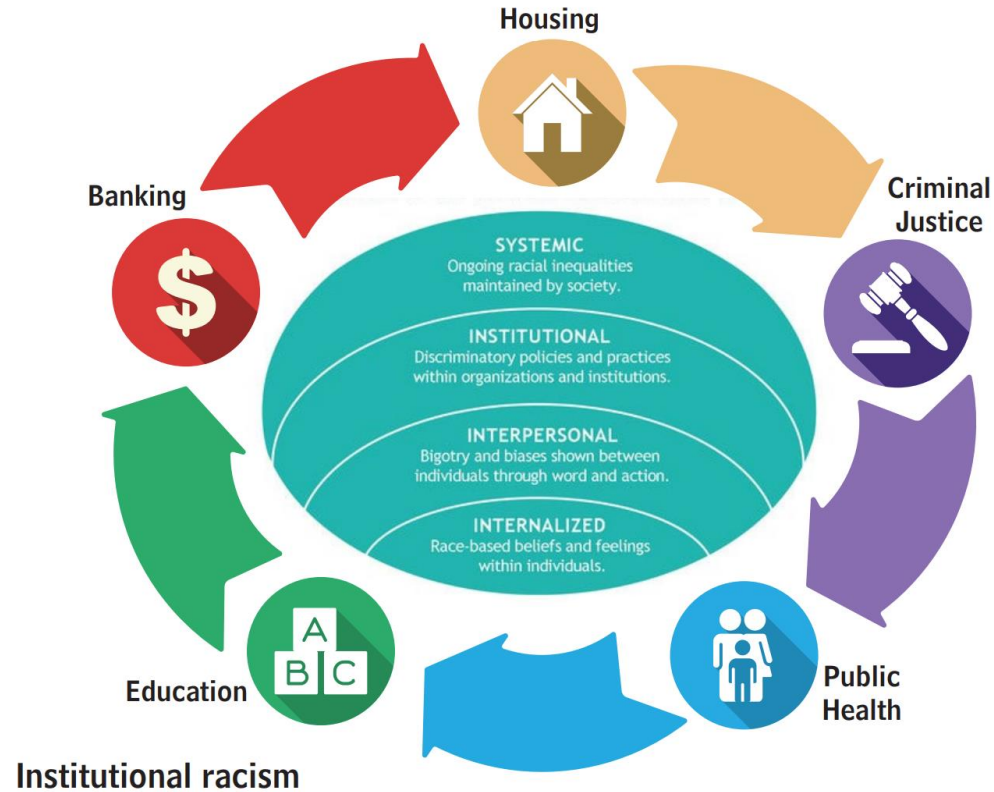 Housing
Banking
Criminal
Justice
SYSTEMIC
Ongoing racial inequalities
maintained by society.
INSTITUTIONAL
Discriminatory policies and practices
within organizations and institutions.
INTERPERSONAL
Bigotry and biases shown between
individuals through word and action.
INTERNALIZED
Race-based beliefs and feelings
within individuals.
$
A
B C
Education
Public
Health
Institutional racism